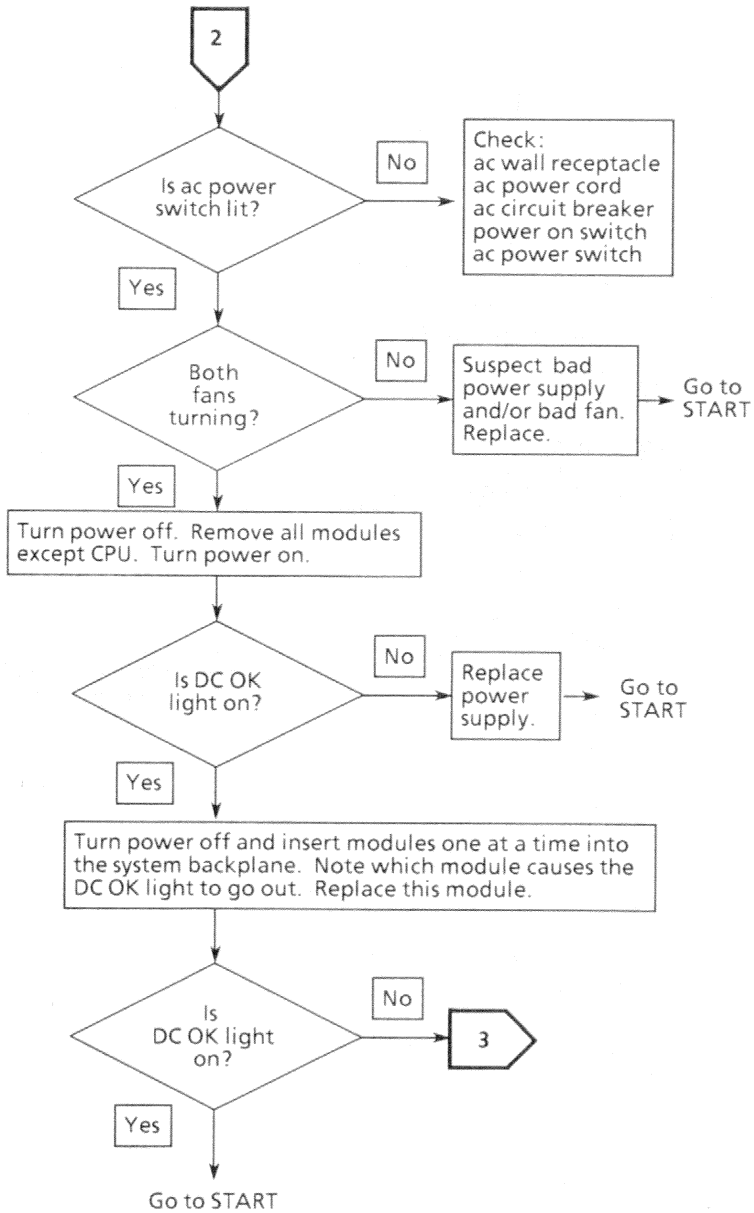 2
Is ac power
switch lit?
No
Check:
ac wall receptacle
ac power cord
ac circuit breaker
power on switch
ac power switch
Yes
Both
fans
turning?
No
Suspect bad
power supply
and/or bad fan.
Replace.
Go to
START
Yes
Turn power off. Remove all modules
except CPU. Turn power on.
Is DC OK
light on?
No
Replace
power
supply.
Go to
START
Yes
Turn power off and insert modules one at a time into
the system backplane. Note which module causes the
DC OK light to go out. Replace this module.
Is
DC OK light
on?
No
3
Yes
Go to START